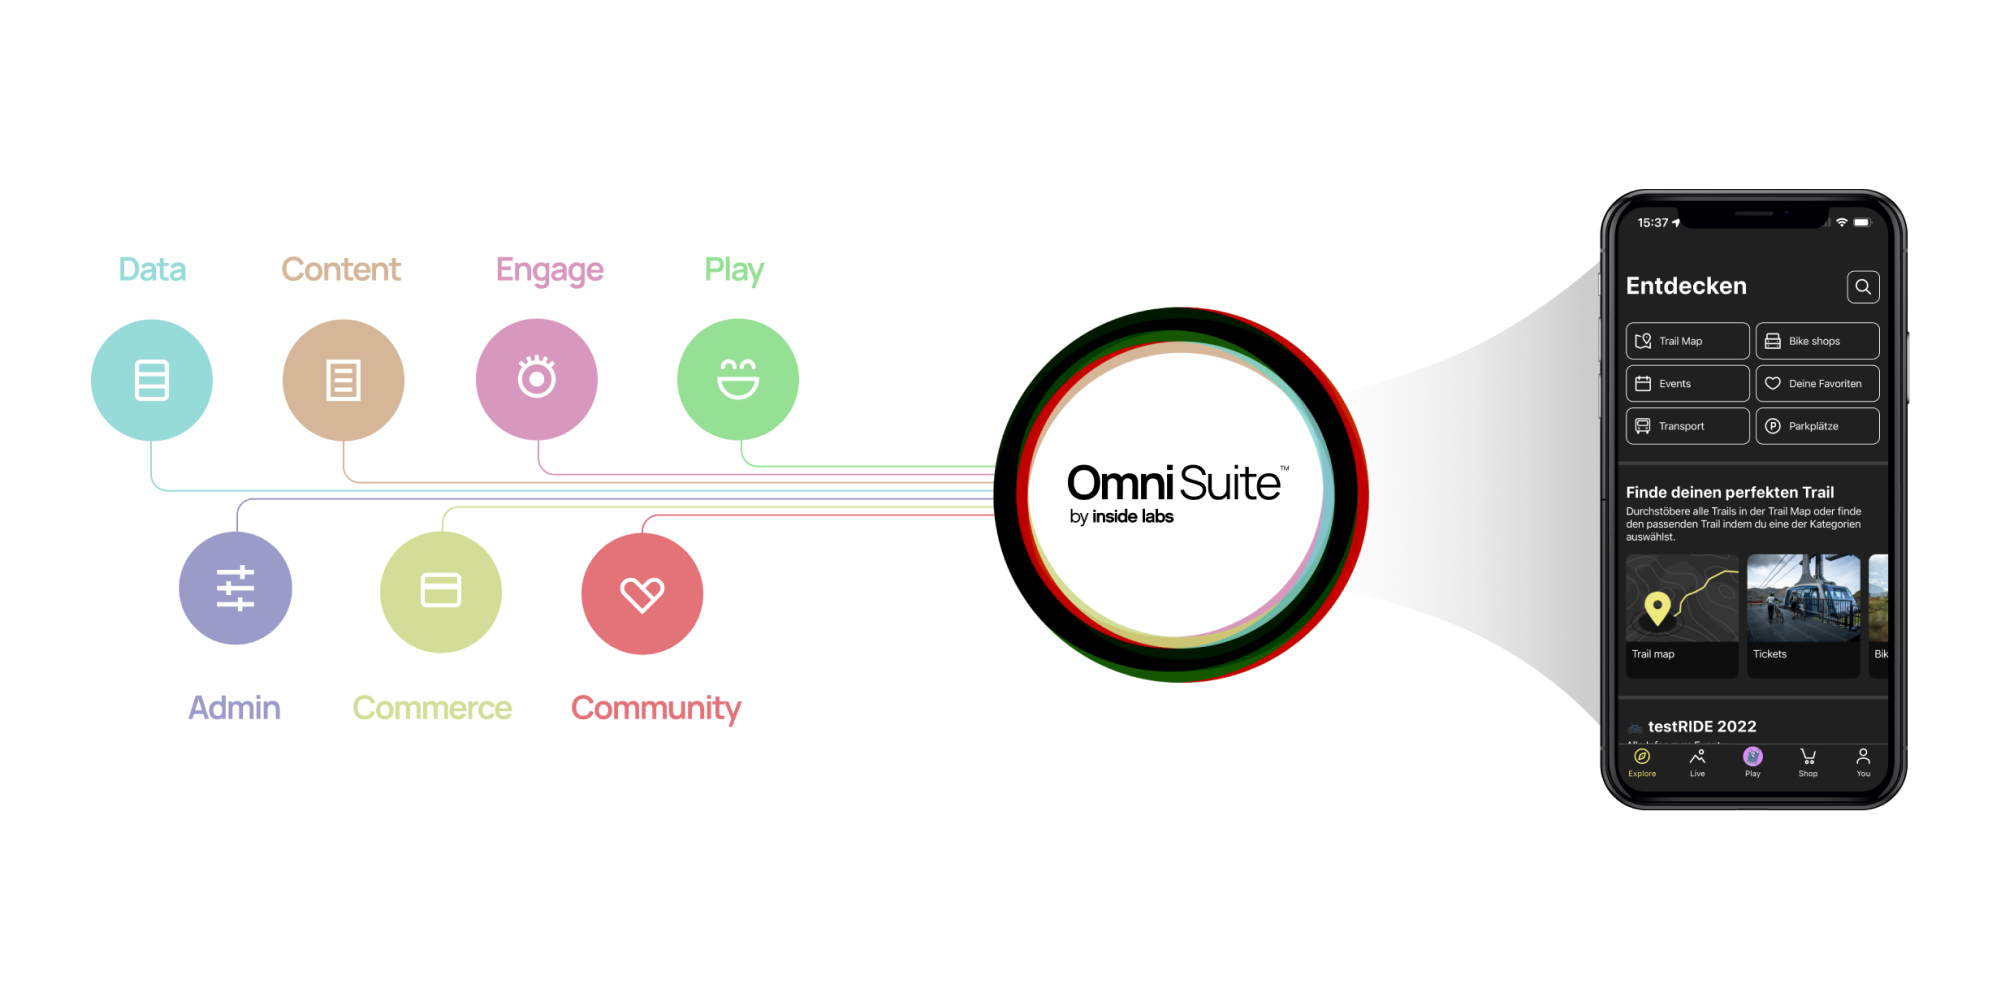 Data
Content
Engage
Play
Admin
Commerce
Community
Omni Suite™
by inside labs
15:37
Entdecken
Trail Map
Bike shops
Events
Deine Favoriten
Transport
Parkplätze
Finde deinen perfekten Trail
Durchstöbere alle Trails in der Trail Map oder finde
den passenden Trail indem du eine der Kategorien
auswählst.
Trail map
Tickets
Bik
testRIDE 2022
Explore
Live
Play
Shop
You